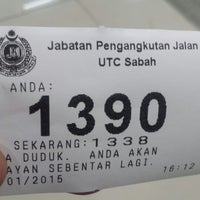 Jabatan Pengangkutan Jalan
UTC Sabah
ANDA:
1390
SEKARANG:1338
A DUDUK. ANDA AKAN
AYAN SEBENTAR LAGI.
01/2015 16:12